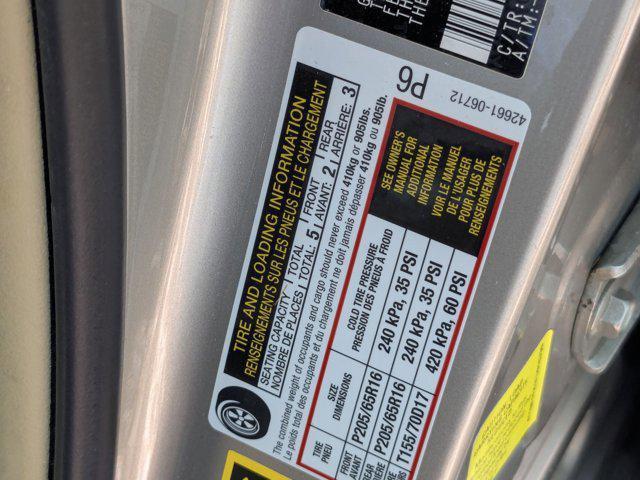 TIRE AND LOADING INFORMATION
RENSEIGNEMENTS SUR LES PNEUS ET LE CHARGEMENT
SEATING CAPACITY TOTAL FRONT REAR
NOMBRE DE PLACES TOTAL: 5 AVANT: 2 ARRIÈRE: 3
The combined weight of occupants and cargo should never exceed 410kg or 905lbs.
Le poids total des occupants et du chargement ne doit jamais dépasser 410kg ou 905lb.
TIRE SIZE COLD TIRE PRESSURE
PNEU DIMENSIONS PRESSION DES PNEUS À FROID
FRONT
AVANT P205/65R16 240 kPa, 35 PSI
REAR
P205/65R16 240 kPa, 35 PSI
T155/70D17 420 kPa, 60 PSI
SEE OWNER'S
MANUAL FOR
ADDITIONAL
INFORMATION
VOIR LE MANUEL
DE L'USAGER
POUR PLUS DE
RENSEIGNEMENTS
P6
42661-06712
C/TR:
A/TM: